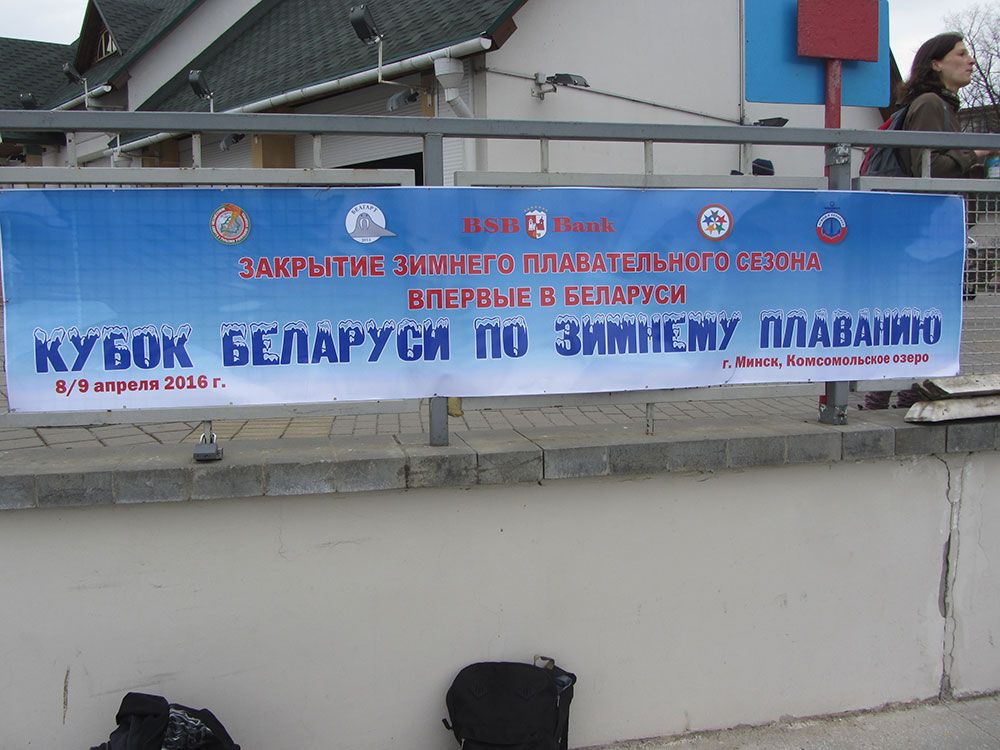 БЕЛГАРТ
BSB Bank
ЗАКРЫТИЕ ЗИМНЕГО ПЛАВАТЕЛЬНОГО СЕЗОНА
ВПЕРВЫЕ В БЕЛАРУСИ
КУБОК БЕЛАРУСИ ПО ЗИМНЕМУ ПЛАВАНИЮ
8/9 апреля 2016 г.
г. Минск, Комсомольское озеро